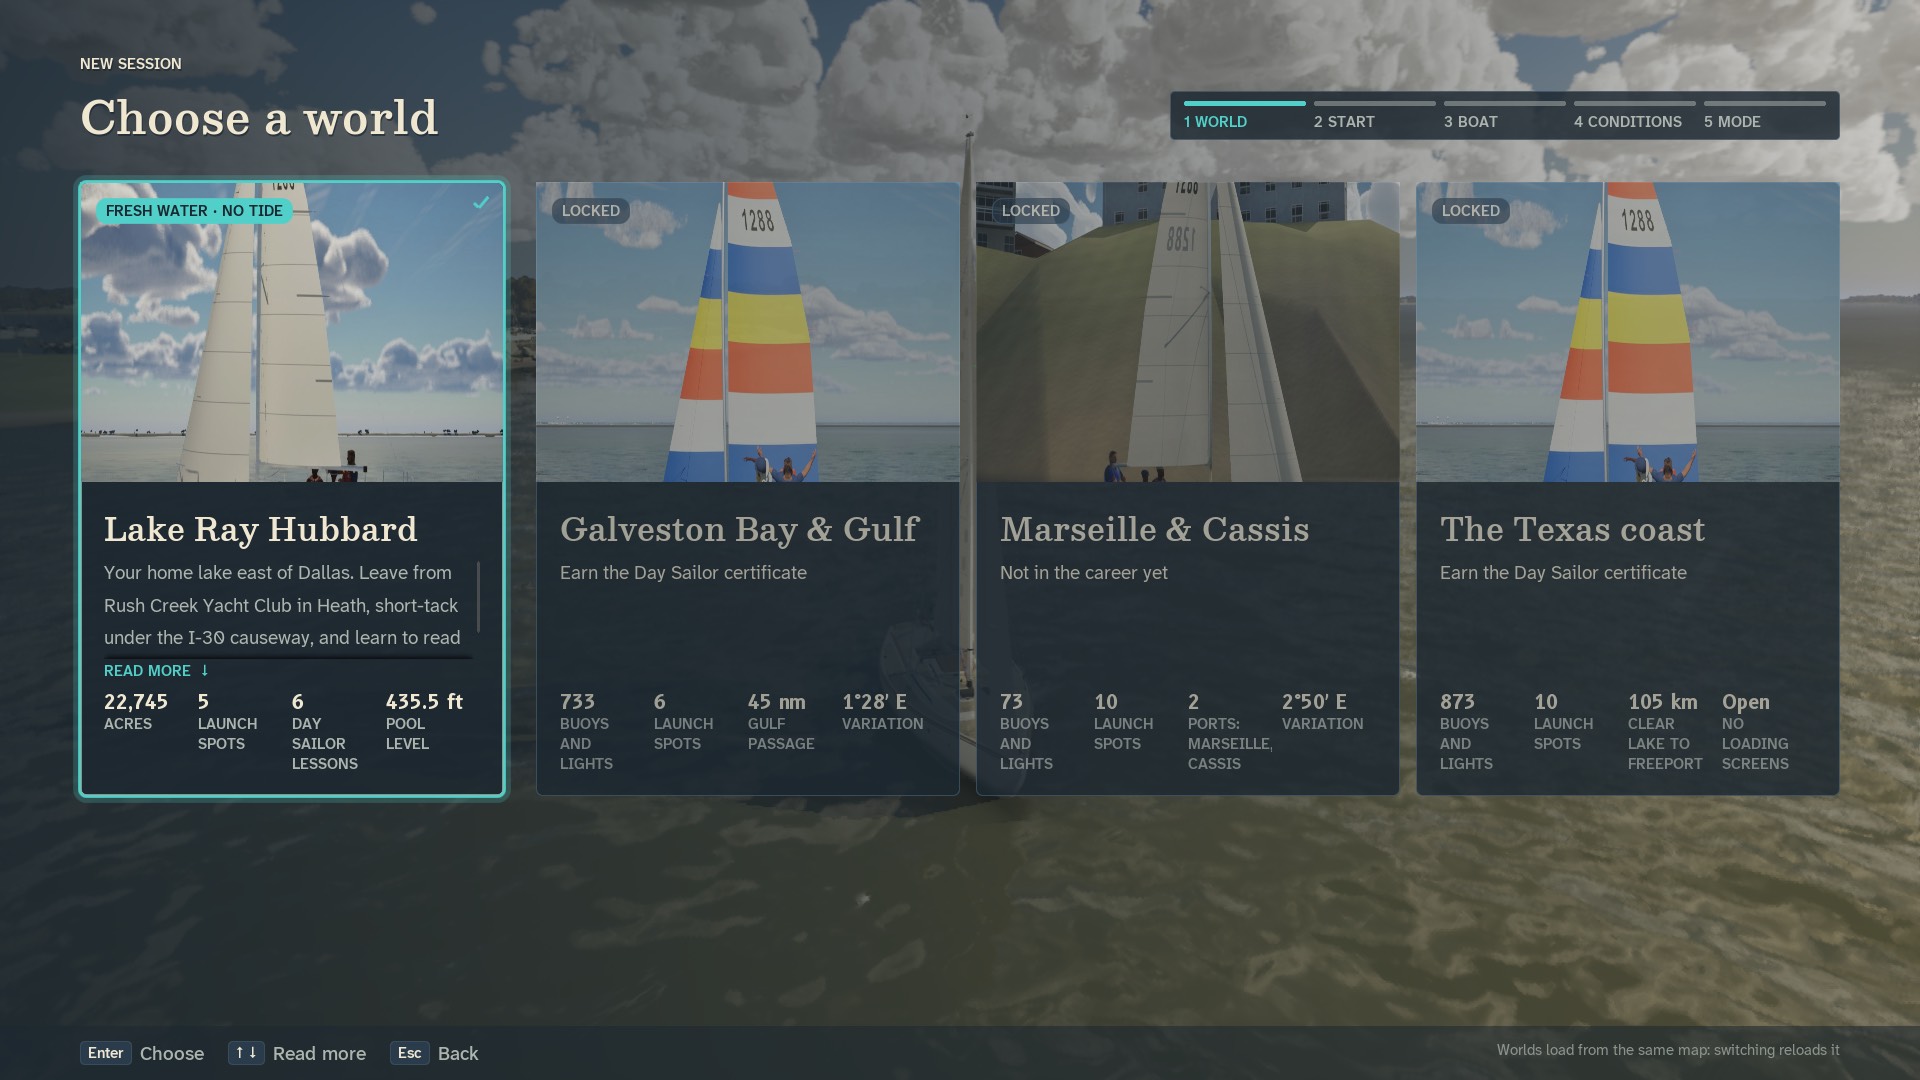 NEW SESSION
Choose a world
1 WORLD
2 START
3 BOAT
4 CONDITIONS
5 MODE
FRESH WATER · NO TIDE
Lake Ray Hubbard
Your home lake east of Dallas. Leave from
Rush Creek Yacht Club in Heath, short-tack
under the I-30 causeway, and learn to read
READ MORE ↓
22,745
ACRES
5
LAUNCH
SPOTS
6
DAY
SAILOR
LESSONS
435.5 ft
POOL
LEVEL
LOCKED
1288
Galveston Bay & Gulf
Earn the Day Sailor certificate
733
BUOYS
AND
LIGHTS
6
LAUNCH
SPOTS
45 nm
GULF
PASSAGE
1°28′ E
VARIATION
LOCKED
1288
1288
Marseille & Cassis
Not in the career yet
73
BUOYS
AND
LIGHTS
10
LAUNCH
SPOTS
2
PORTS:
MARSEILLE,
CASSIS
2°50′ E
VARIATION
LOCKED
1288
The Texas coast
Earn the Day Sailor certificate
873
BUOYS
AND
LIGHTS
10
LAUNCH
SPOTS
105 km
CLEAR
LAKE TO
FREEPORT
Open
NO
LOADING
SCREENS
Enter Choose
↑ ↓ Read more
Esc Back
Worlds load from the same map: switching reloads it